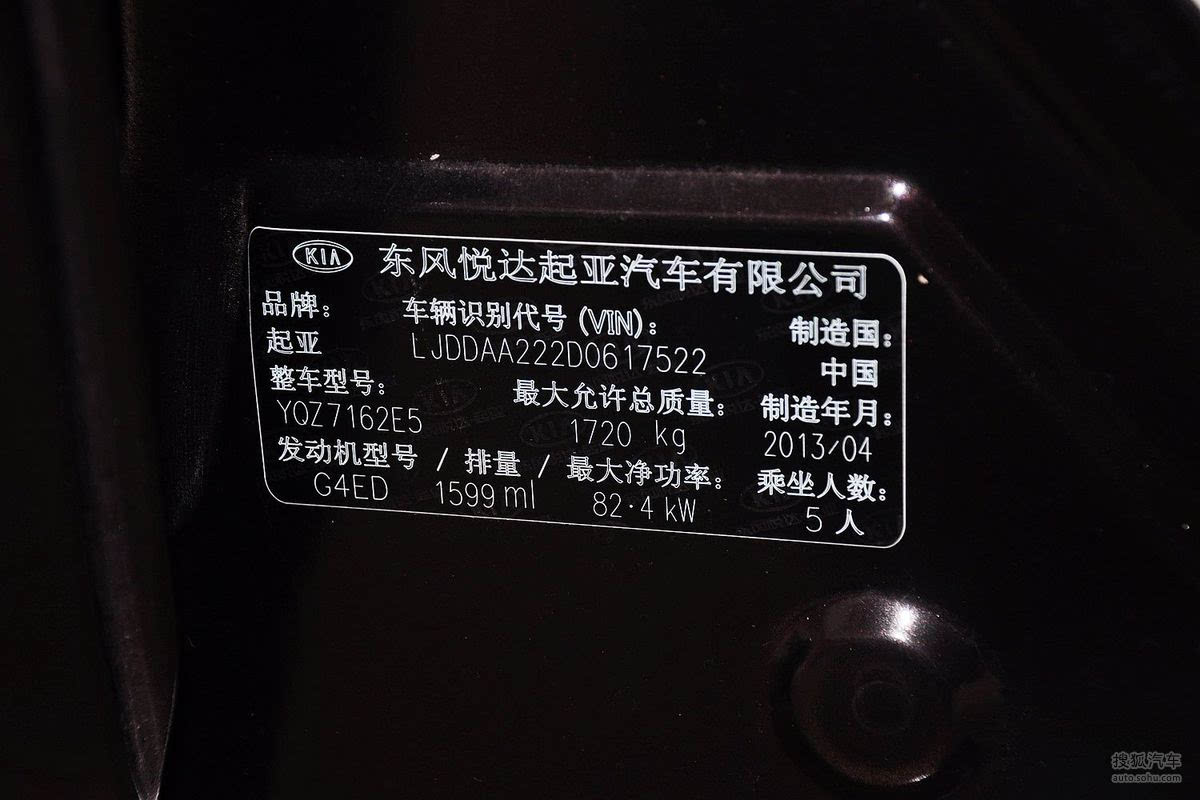 KIA 东风悦达起亚汽车有限公司
品牌: 车辆识别代号 (VIN): 制造国:
起亚 LJDDAA222D0617522 中国
整车型号: 最大允许总质量: 制造年月:
YQZ7162E5 1720 kg 2013/04
发动机型号 / 排量 / 最大净功率: 乘坐人数:
G4ED 1599 ml 82.4 kW 5 人
搜狐汽车
auto.sohu.com